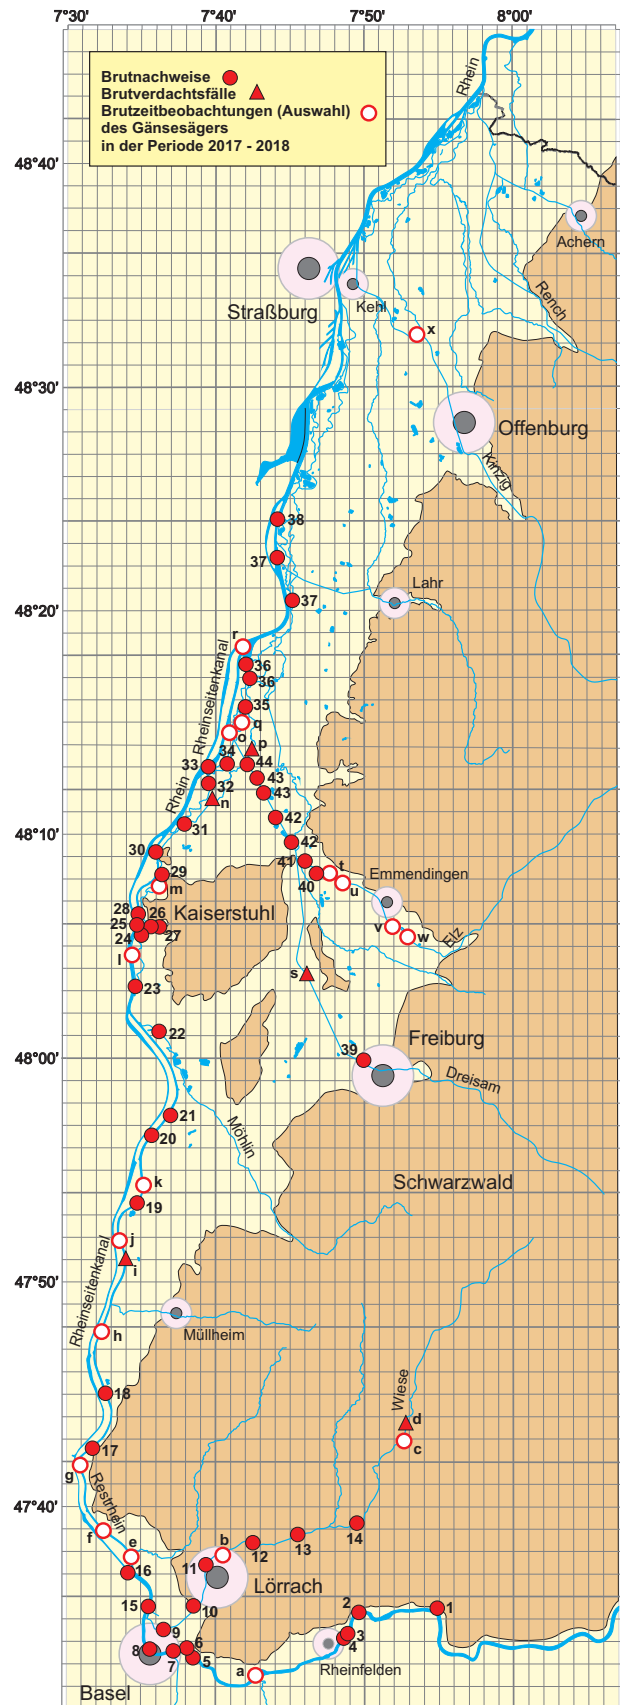 7°30' 7°40' 7°50' 8°00'
Brutnachweise
Brutverdachtsfälle
Brutzeitbeobachtungen (Auswahl)
des Gänsesägers
in der Periode 2017 - 2018
Rhein
48°40'
Achern
Rench
Straßburg
Kehl
x
48°30'
Offenburg
Kinzig
38
37
Lahr
48°20'
37
r
36
36
Rheinseitenkanal
35
q
o
p
34
44
33
43
32
n
43
Rhein
42
31
48°10'
42
30
41
29
40
t
Emmendingen
m
u
28
26
Kaiserstuhl
25
24
27
v
w
Elz
l
s
23
22
Freiburg
39
48°00'
Dreisam
21
20
Möhlin
k
Schwarzwald
19
j
i
Rheinseitenkanal
47°50'
h
Müllheim
18
Wiese
d
c
17
g
Restrhein
47°40'
f
e
14
13
12
b
16
11
Lörrach
15
10
2
1
9
3
4
8
7
6
5
Rheinfelden
a
Basel